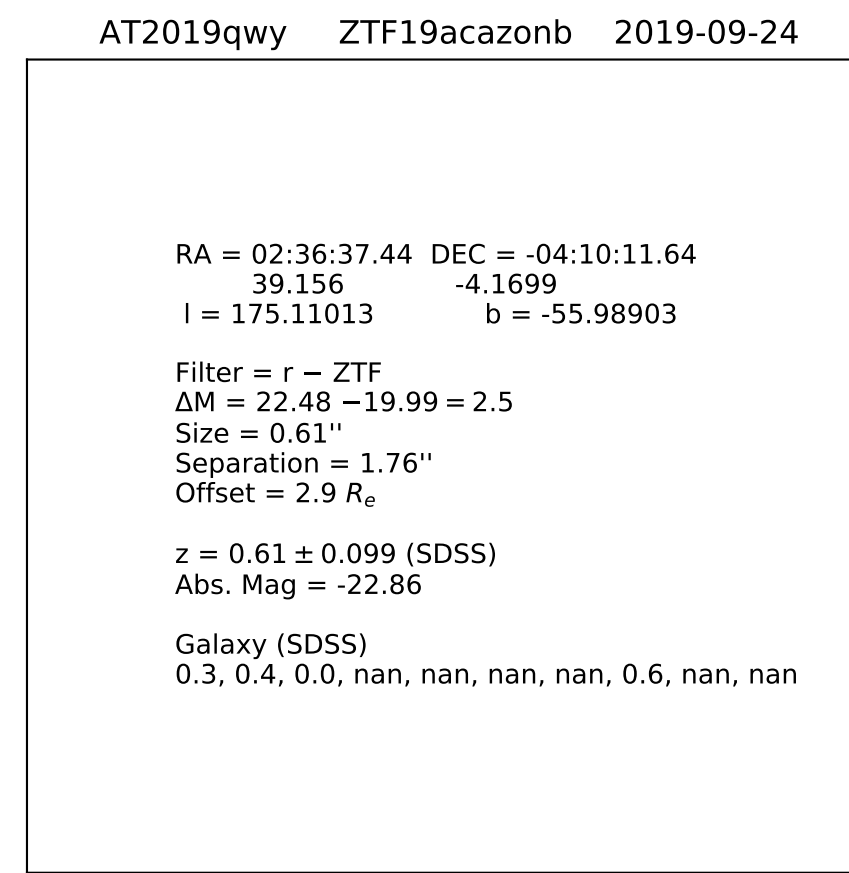 AT2019qwy ZTF19acazonb 2019-09-24
RA = 02:36:37.44 DEC = -04:10:11.64
39.156 -4.1699
l = 175.11013 b = -55.98903
Filter = r − ZTF
ΔM = 22.48 −19.99 = 2.5
Size = 0.61''
Separation = 1.76''
Offset = 2.9 Rₑ
z = 0.61 ± 0.099 (SDSS)
Abs. Mag = -22.86
Galaxy (SDSS)
0.3, 0.4, 0.0, nan, nan, nan, nan, 0.6, nan, nan